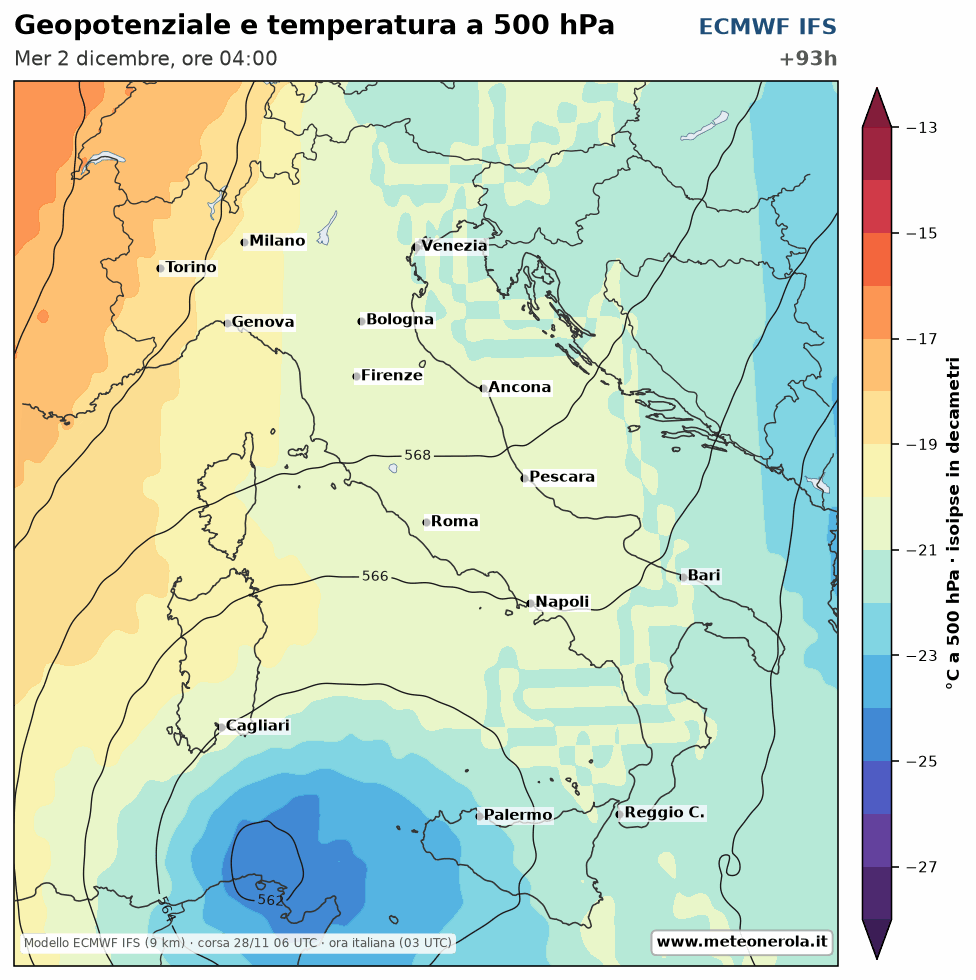 Geopotenziale e temperatura a 500 hPa
ECMWF IFS
Mer 2 dicembre, ore 04:00
+93h
Milano
Venezia
Torino
Genova
Bologna
Firenze
Ancona
568
Pescara
Roma
566
Bari
Napoli
Cagliari
Palermo
Reggio C.
562
564
−13
−15
−17
−19
−21
−23
−25
−27
°C a 500 hPa · isoipse in decametri
Modello ECMWF IFS (9 km) · corsa 28/11 06 UTC · ora italiana (03 UTC)
www.meteonerola.it